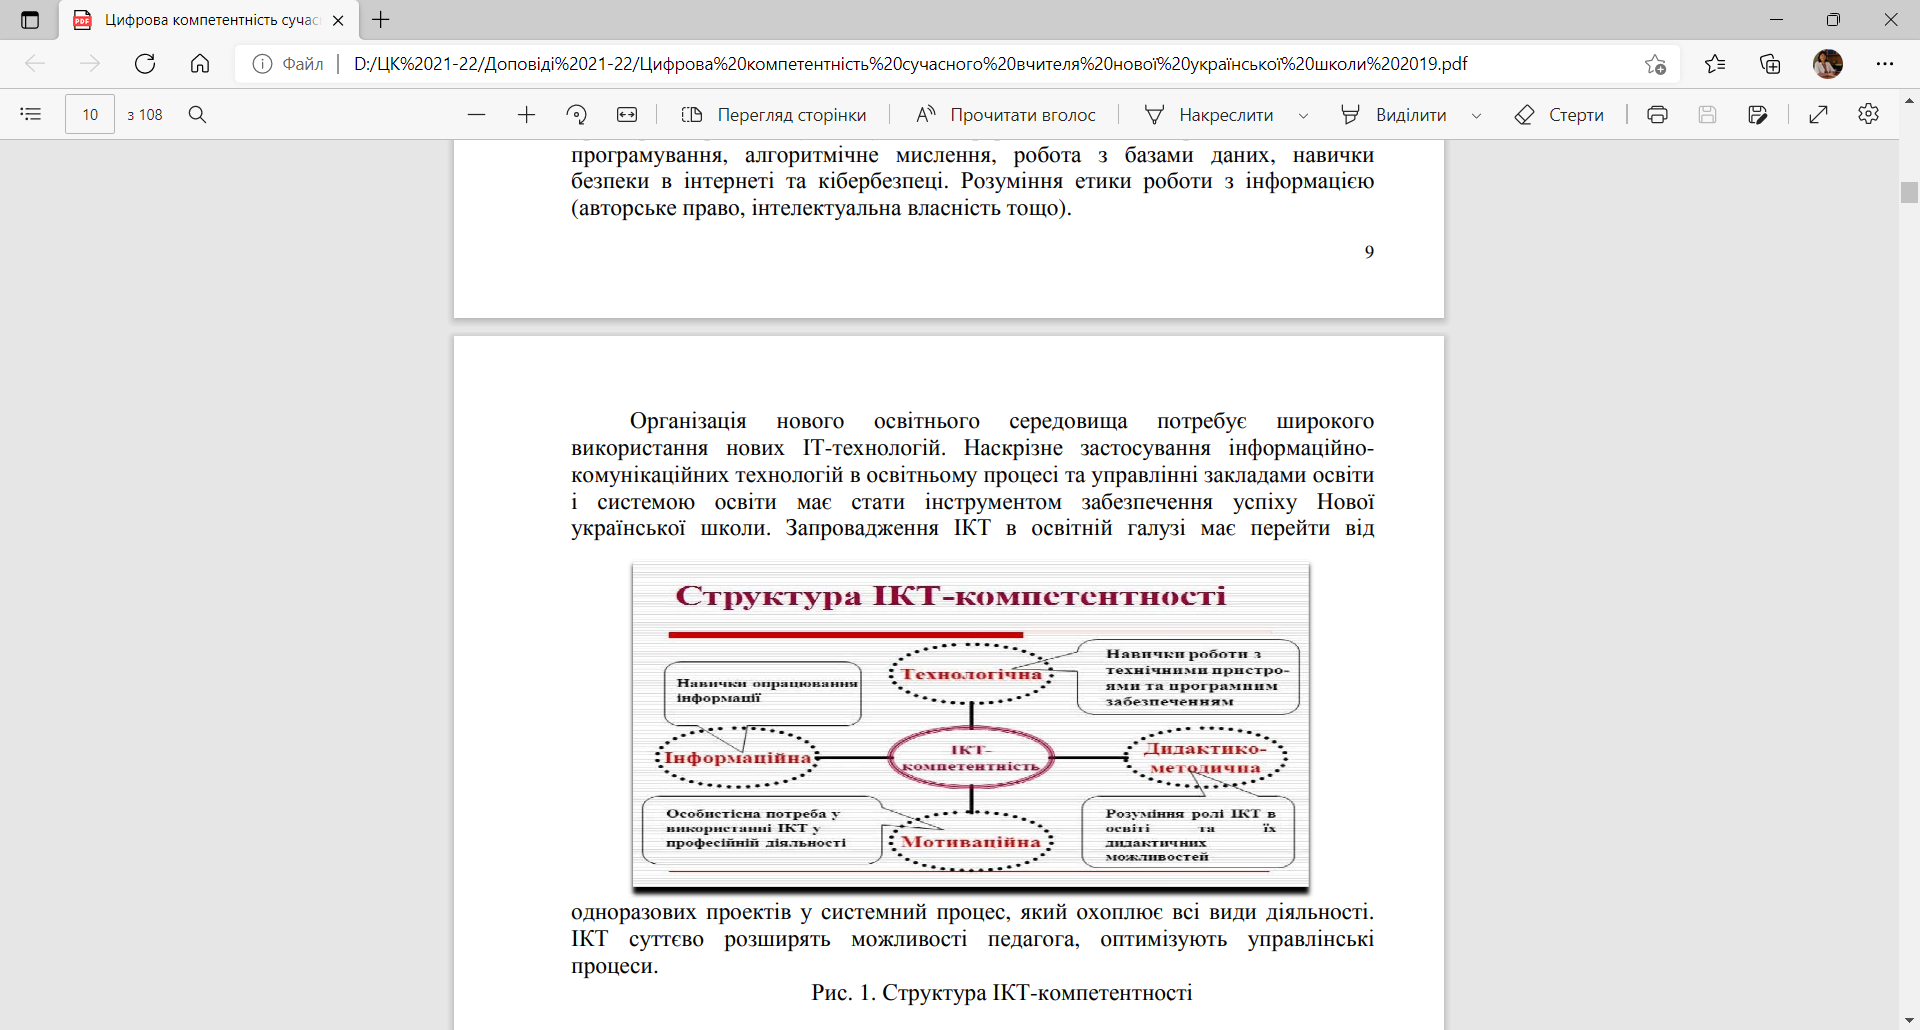 Цифрова компетентність сучас
Файл
D:/ЦК%2021-22/Доповіді%2021-22/Цифрова%20компетентність%20сучасного%20вчителя%20нової%20української%20школи%202019.pdf
10 з 108
Перегляд сторінки
Прочитати вголос
Накреслити
Виділити
Стерти
програмування, алгоритмічне мислення, робота з базами даних, навички
безпеки в інтернеті та кібербезпеці. Розуміння етики роботи з інформацією
(авторське право, інтелектуальна власність тощо).
9
Організація нового освітнього середовища потребує широкого
використання нових ІТ-технологій. Наскрізне застосування інформаційно-
комунікаційних технологій в освітньому процесі та управлінні закладами освіти
і системою освіти має стати інструментом забезпечення успіху Нової
української школи. Запровадження ІКТ в освітній галузі має перейти від
Структура ІКТ-компетентності
Технологічна
Навички роботи з
технічними пристро-
ями та програмним
забезпеченням
Навички опрацювання
інформації
Інформаційна
ІКТ-
компетентність
Дидактико-
методична
Особистісна потреба у
використанні ІКТ у
професійній діяльності
Мотиваційна
Розуміння ролі ІКТ в
освіті та їх
дидактичних
можливостей
одноразових проектів у системний процес, який охоплює всі види діяльності.
ІКТ суттєво розширять можливості педагога, оптимізують управлінські
процеси.
Рис. 1. Структура ІКТ-компетентності